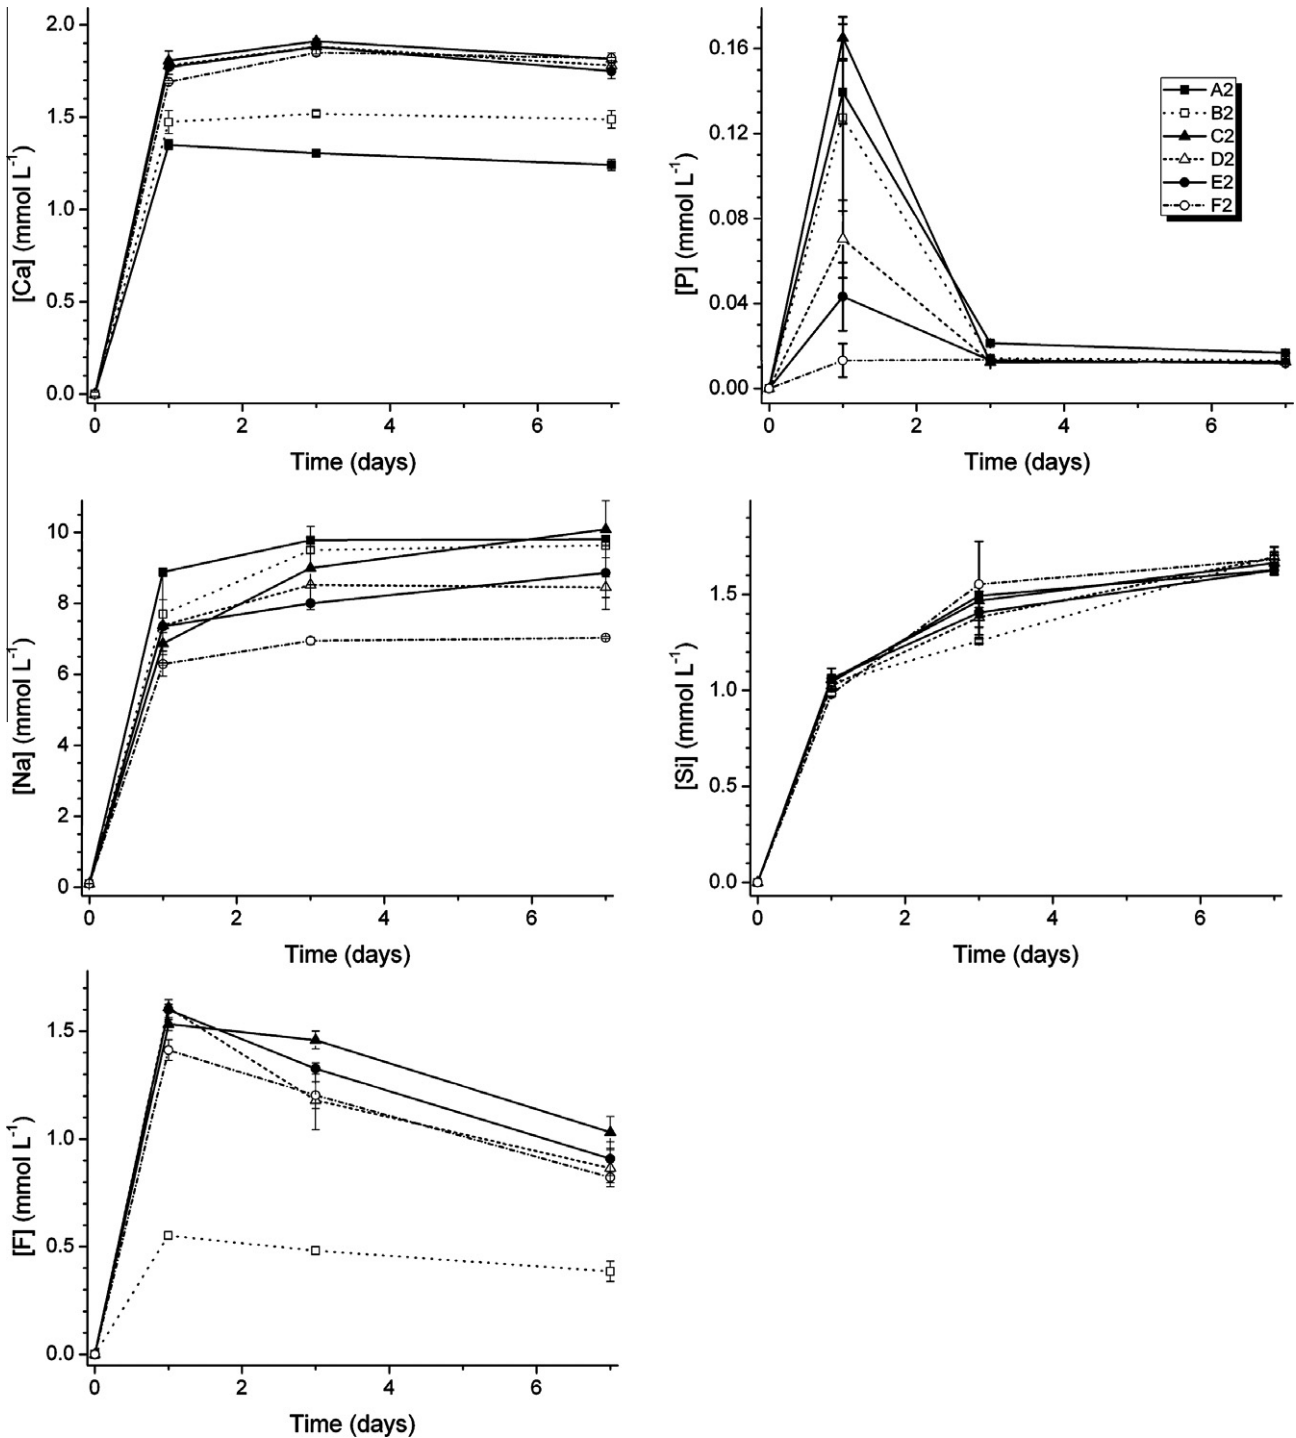 [Ca] (mmol L⁻¹)
2.0
1.5
1.0
0.5
0.0
0
2
4
6
Time (days)
[P] (mmol L⁻¹)
0.16
0.12
0.08
0.04
0.00
0
2
4
6
Time (days)
A2
B2
C2
D2
E2
F2
[Na] (mmol L⁻¹)
10
8
6
4
2
0
0
2
4
6
Time (days)
[Si] (mmol L⁻¹)
1.5
1.0
0.5
0.0
0
2
4
6
Time (days)
[F] (mmol L⁻¹)
1.5
1.0
0.5
0.0
0
2
4
6
Time (days)